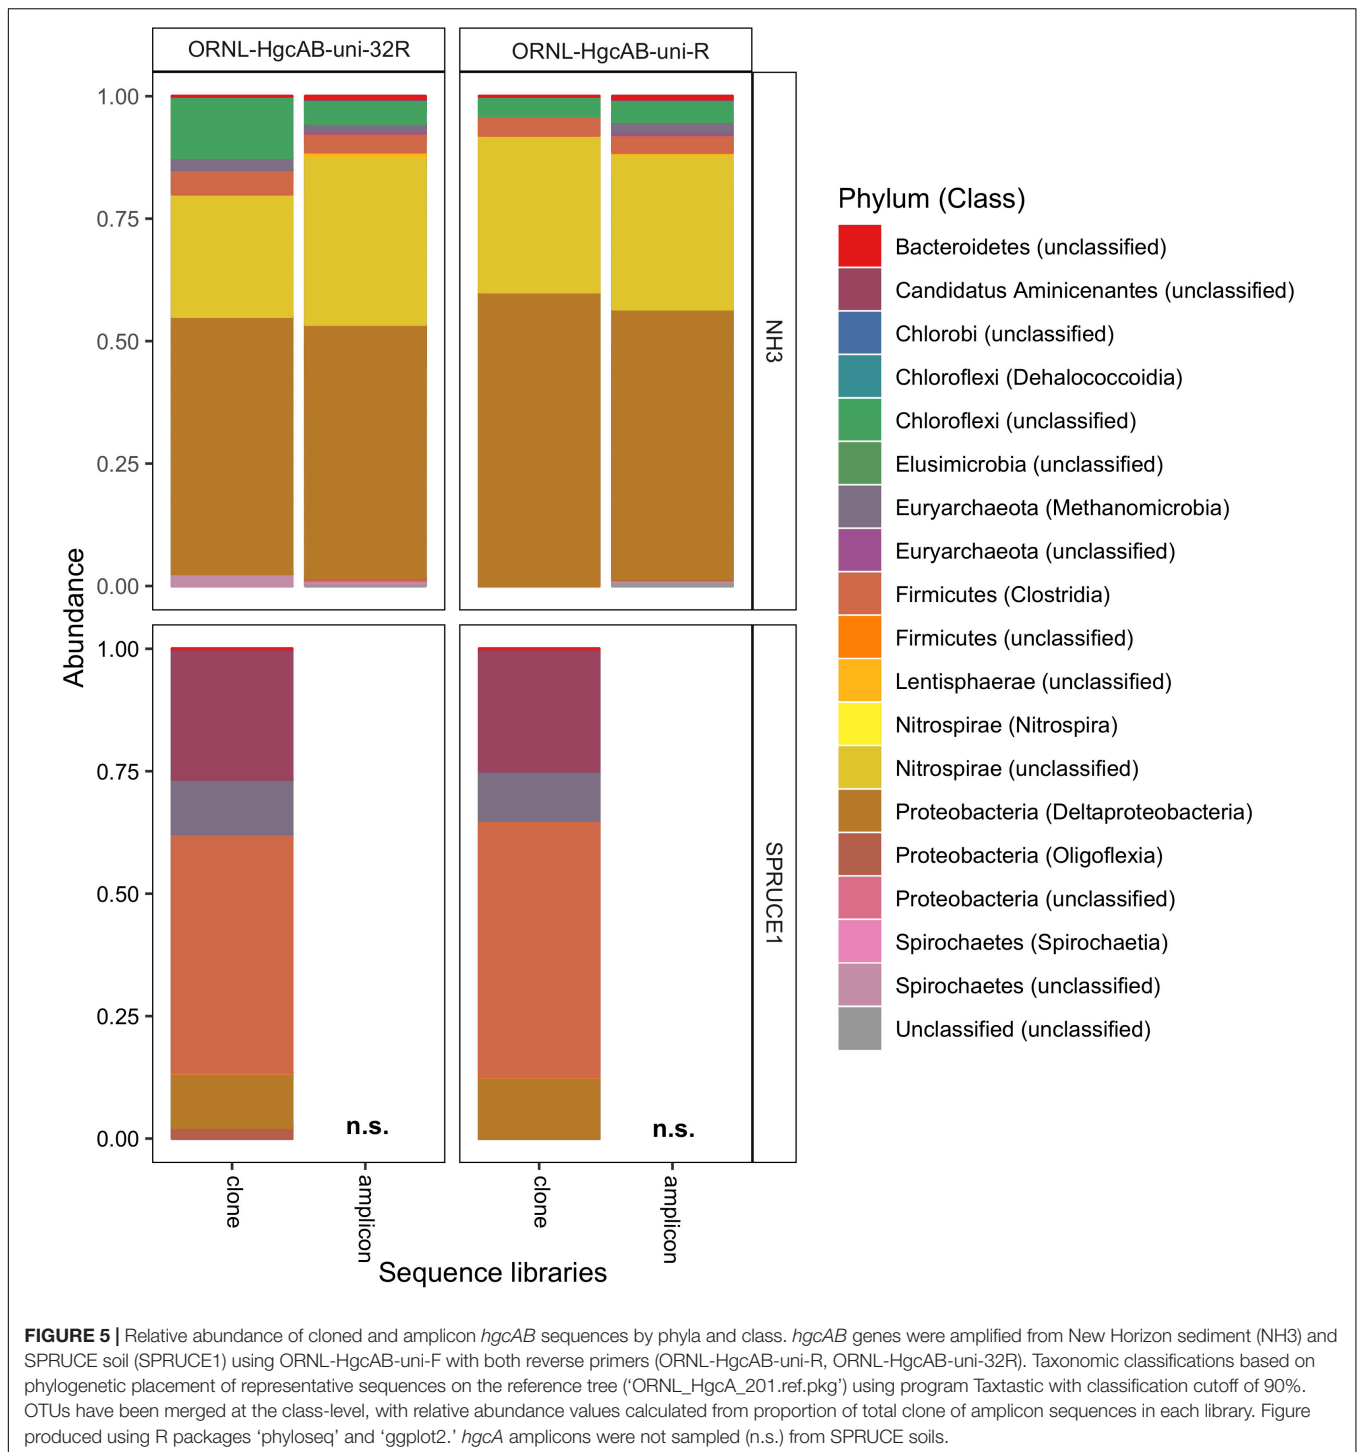 ORNL-HgcAB-uni-32R
ORNL-HgcAB-uni-R
1.00
0.75
0.50
0.25
0.00
NH3
Abundance
1.00
0.75
0.50
0.25
0.00
n.s.
n.s.
SPRUCE1
clone
amplicon
clone
amplicon
Sequence libraries
Phylum (Class)
Bacteroidetes (unclassified)
Candidatus Aminicenantes (unclassified)
Chlorobi (unclassified)
Chloroflexi (Dehalococcoidia)
Chloroflexi (unclassified)
Elusimicrobia (unclassified)
Euryarchaeota (Methanomicrobia)
Euryarchaeota (unclassified)
Firmicutes (Clostridia)
Firmicutes (unclassified)
Lentisphaerae (unclassified)
Nitrospirae (Nitrospira)
Nitrospirae (unclassified)
Proteobacteria (Deltaproteobacteria)
Proteobacteria (Oligoflexia)
Proteobacteria (unclassified)
Spirochaetes (Spirochaetia)
Spirochaetes (unclassified)
Unclassified (unclassified)
FIGURE 5 | Relative abundance of cloned and amplicon hgcAB sequences by phyla and class. hgcAB genes were amplified from New Horizon sediment (NH3) and
SPRUCE soil (SPRUCE1) using ORNL-HgcAB-uni-F with both reverse primers (ORNL-HgcAB-uni-R, ORNL-HgcAB-uni-32R). Taxonomic classifications based on
phylogenetic placement of representative sequences on the reference tree (‘ORNL_HgcA_201.ref.pkg’) using program Taxtastic with classification cutoff of 90%.
OTUs have been merged at the class-level, with relative abundance values calculated from proportion of total clone of amplicon sequences in each library. Figure
produced using R packages ‘phyloseq’ and ‘ggplot2.’ hgcA amplicons were not sampled (n.s.) from SPRUCE soils.